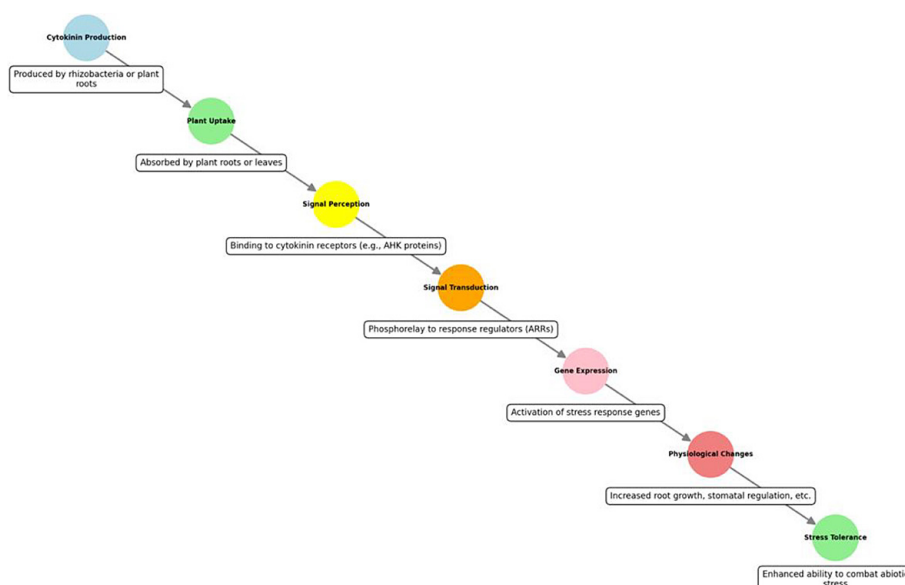 Cytokinin Production
Produced by rhizobacteria or plant
roots
Plant Uptake
Absorbed by plant roots or leaves
Signal Perception
Binding to cytokinin receptors (e.g., AHK proteins)
Signal Transduction
Phosphorelay to response regulators (ARRs)
Gene Expression
Activation of stress response genes
Physiological Changes
Increased root growth, stomatal regulation, etc.
Stress Tolerance
Enhanced ability to combat abioti
stress